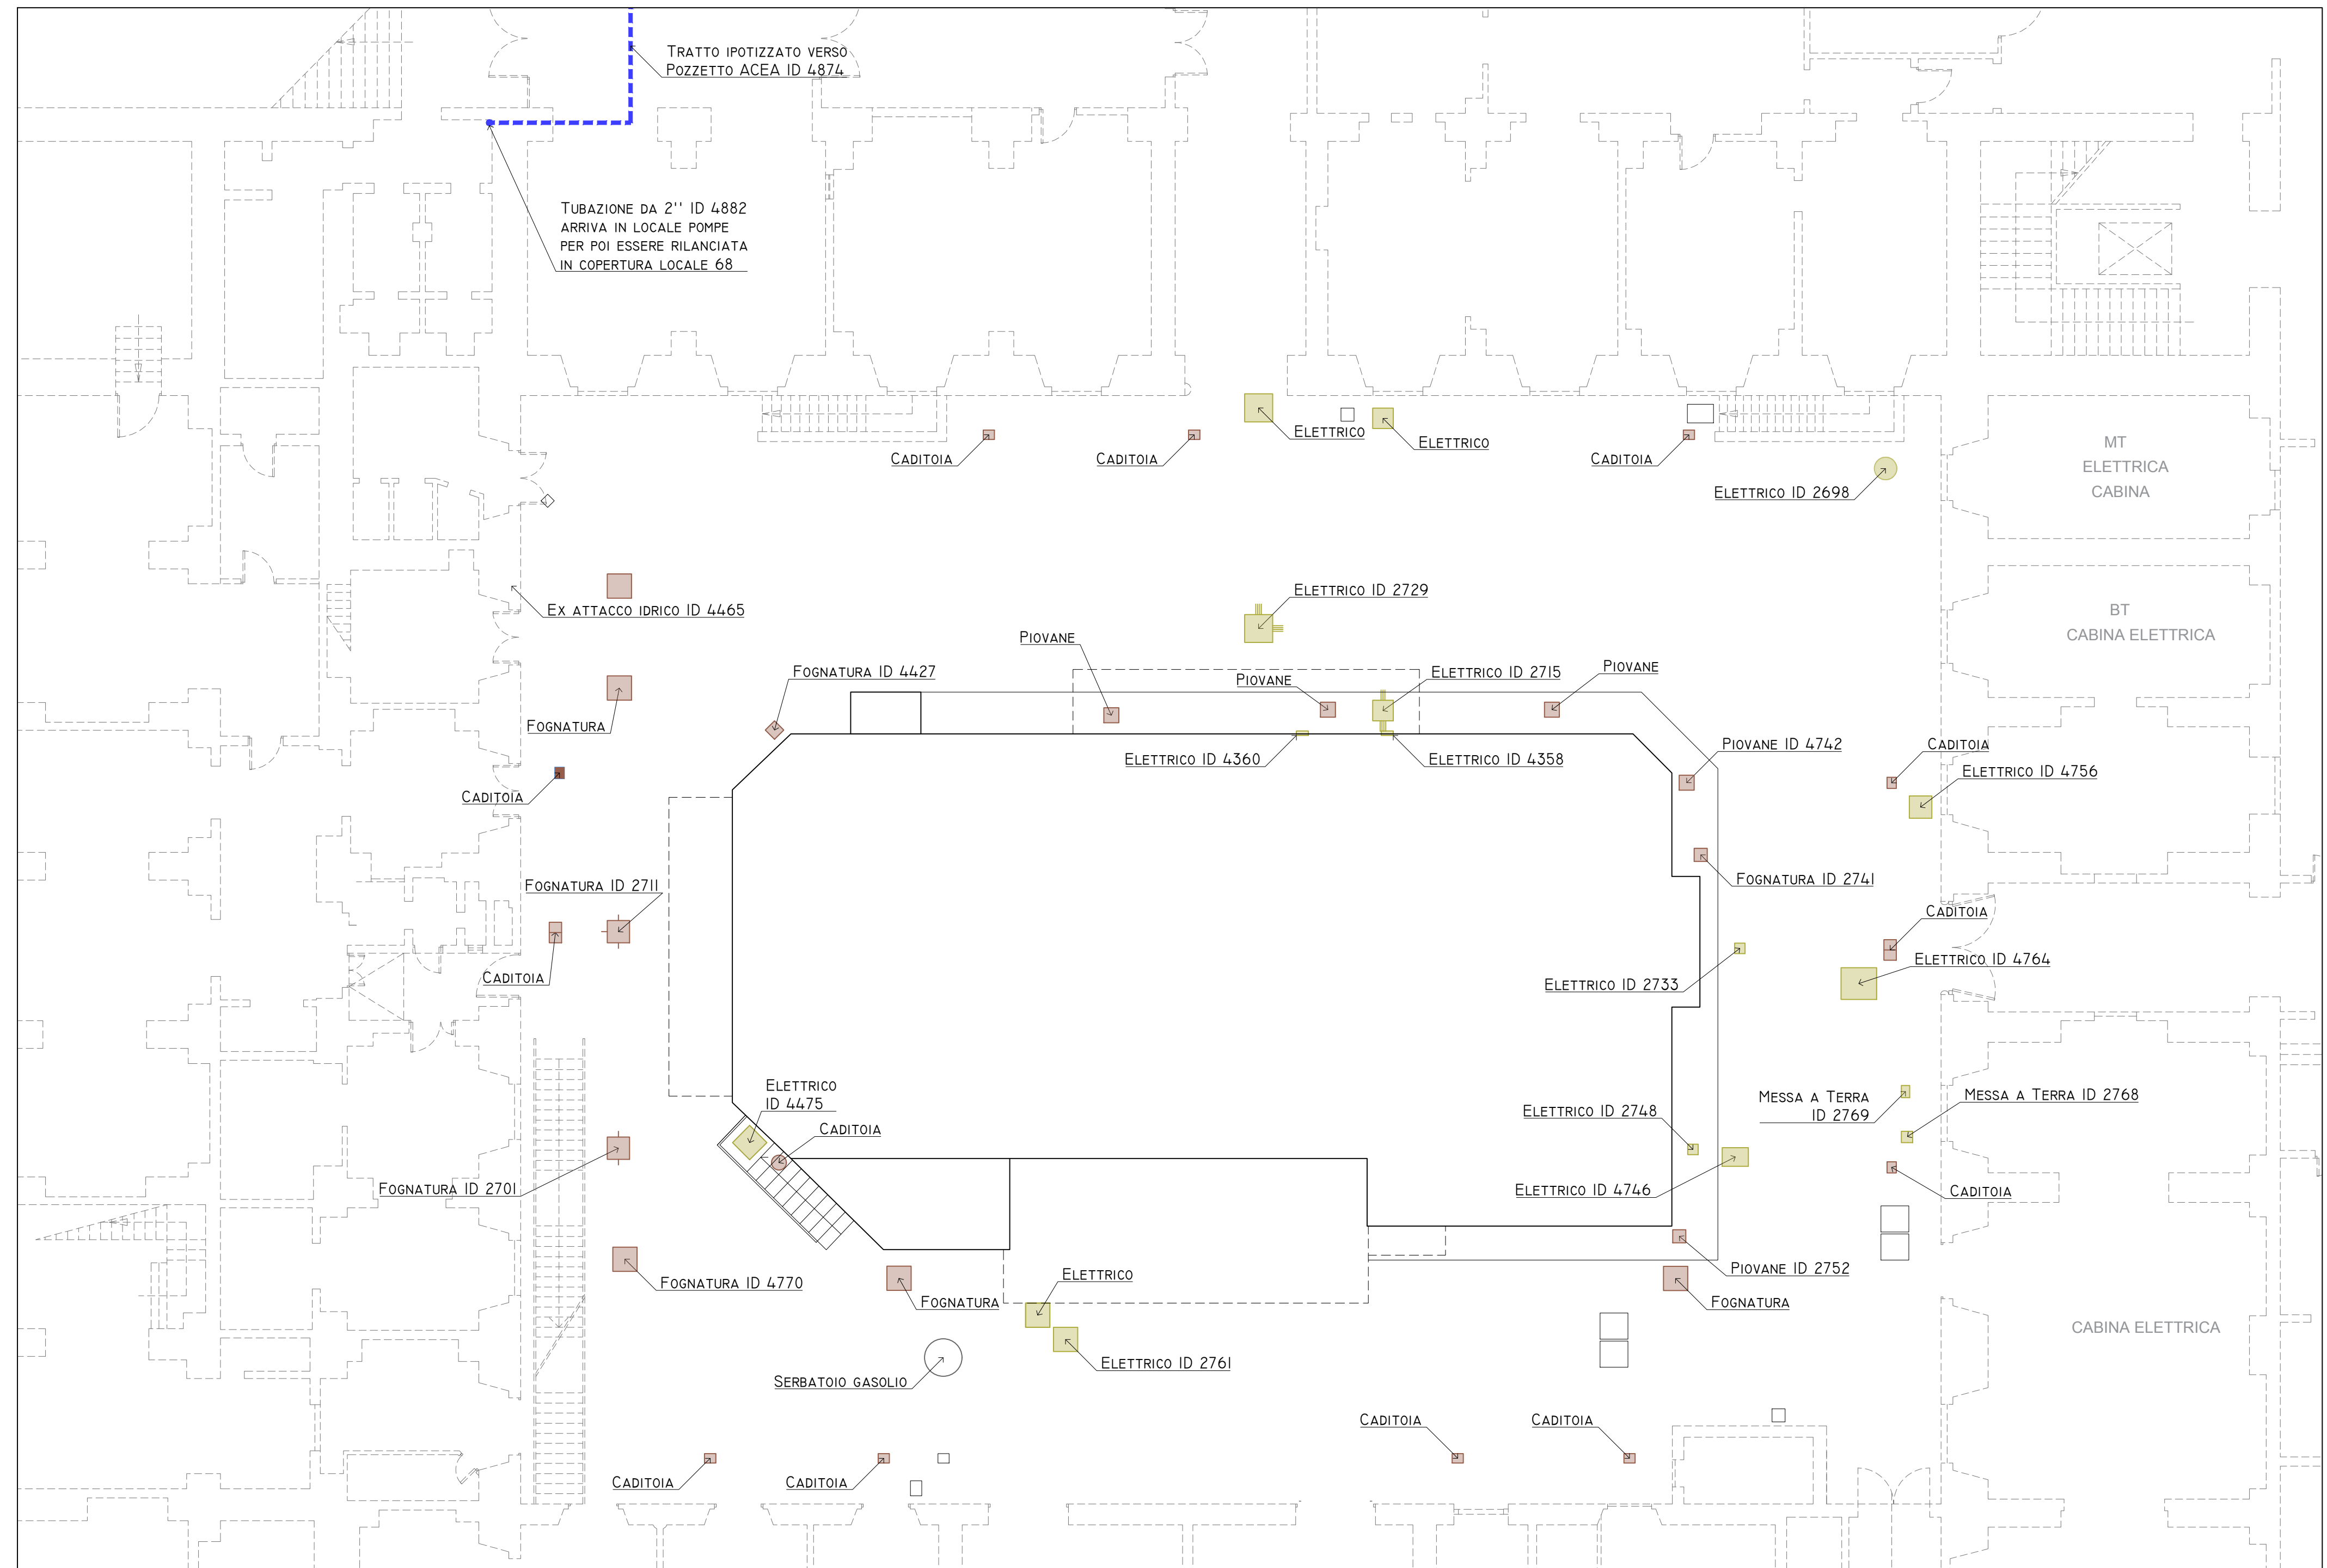 Tratto ipotizzato verso
Pozzetto ACEA ID 4874
Tubazione da 2'' ID 4882
arriva in locale pompe
per poi essere rilanciata
in copertura locale 68
Elettrico
Elettrico
Caditoia
Caditoia
Caditoia
Elettrico ID 2698
MT
ELETTRICA
CABINA
Ex attacco idrico ID 4465
Elettrico ID 2729
BT
CABINA ELETTRICA
Piovane
Fognatura ID 4427
Piovane
Elettrico ID 2715
Piovane
Fognatura
Elettrico ID 4360
Elettrico ID 4358
Piovane ID 4742
Caditoia
Elettrico ID 4756
Caditoia
Fognatura ID 2711
Fognatura ID 2741
Caditoia
Caditoia
Elettrico ID 2733
Elettrico ID 4764
Elettrico
ID 4475
Caditoia
Elettrico ID 2748
Messa a Terra
ID 2769
Messa a Terra ID 2768
Fognatura ID 2701
Elettrico ID 4746
Caditoia
Fognatura ID 4770
Fognatura
Elettrico
Piovane ID 2752
Fognatura
CABINA ELETTRICA
Serbatoio gasolio
Elettrico ID 2761
Caditoia
Caditoia
Caditoia
Caditoia